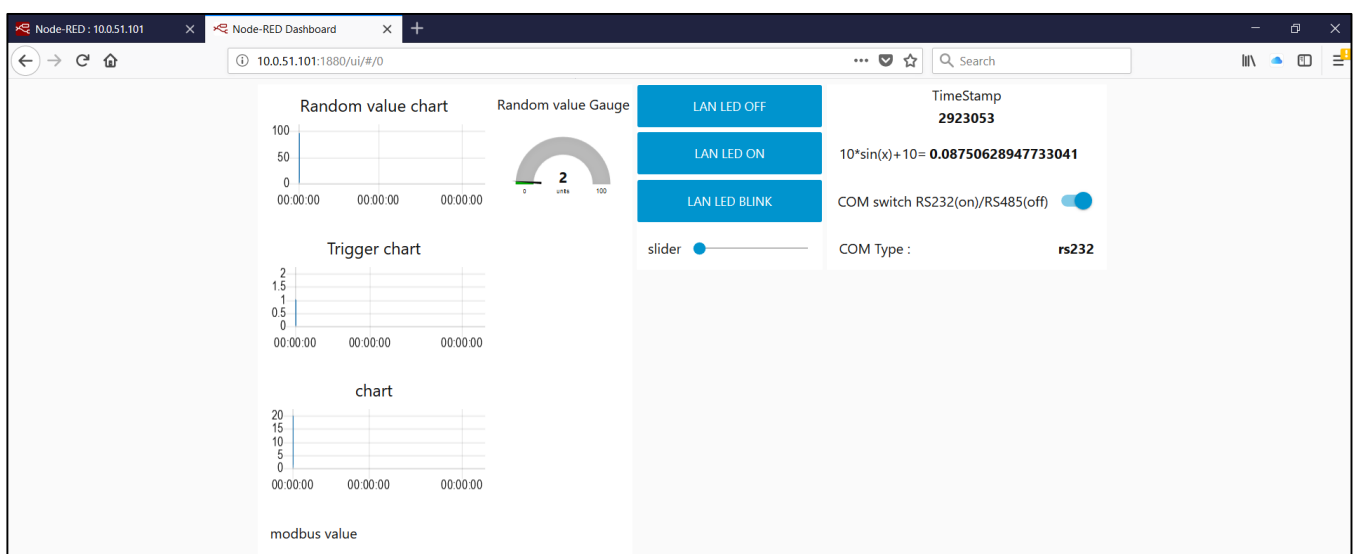 Node-RED : 10.0.51.101
Node-RED Dashboard
10.0.51.101:1880/ui/#/0
Search
Random value chart
100
50
0
00:00:00 00:00:00 00:00:00
Trigger chart
2
1.5
1
0.5
0
00:00:00 00:00:00 00:00:00
chart
20
15
10
5
0
00:00:00 00:00:00 00:00:00
modbus value
Random value Gauge
2
0 units 100
LAN LED OFF
LAN LED ON
LAN LED BLINK
slider
TimeStamp
2923053
10*sin(x)+10= 0.08750628947733041
COM switch RS232(on)/RS485(off)
COM Type : rs232